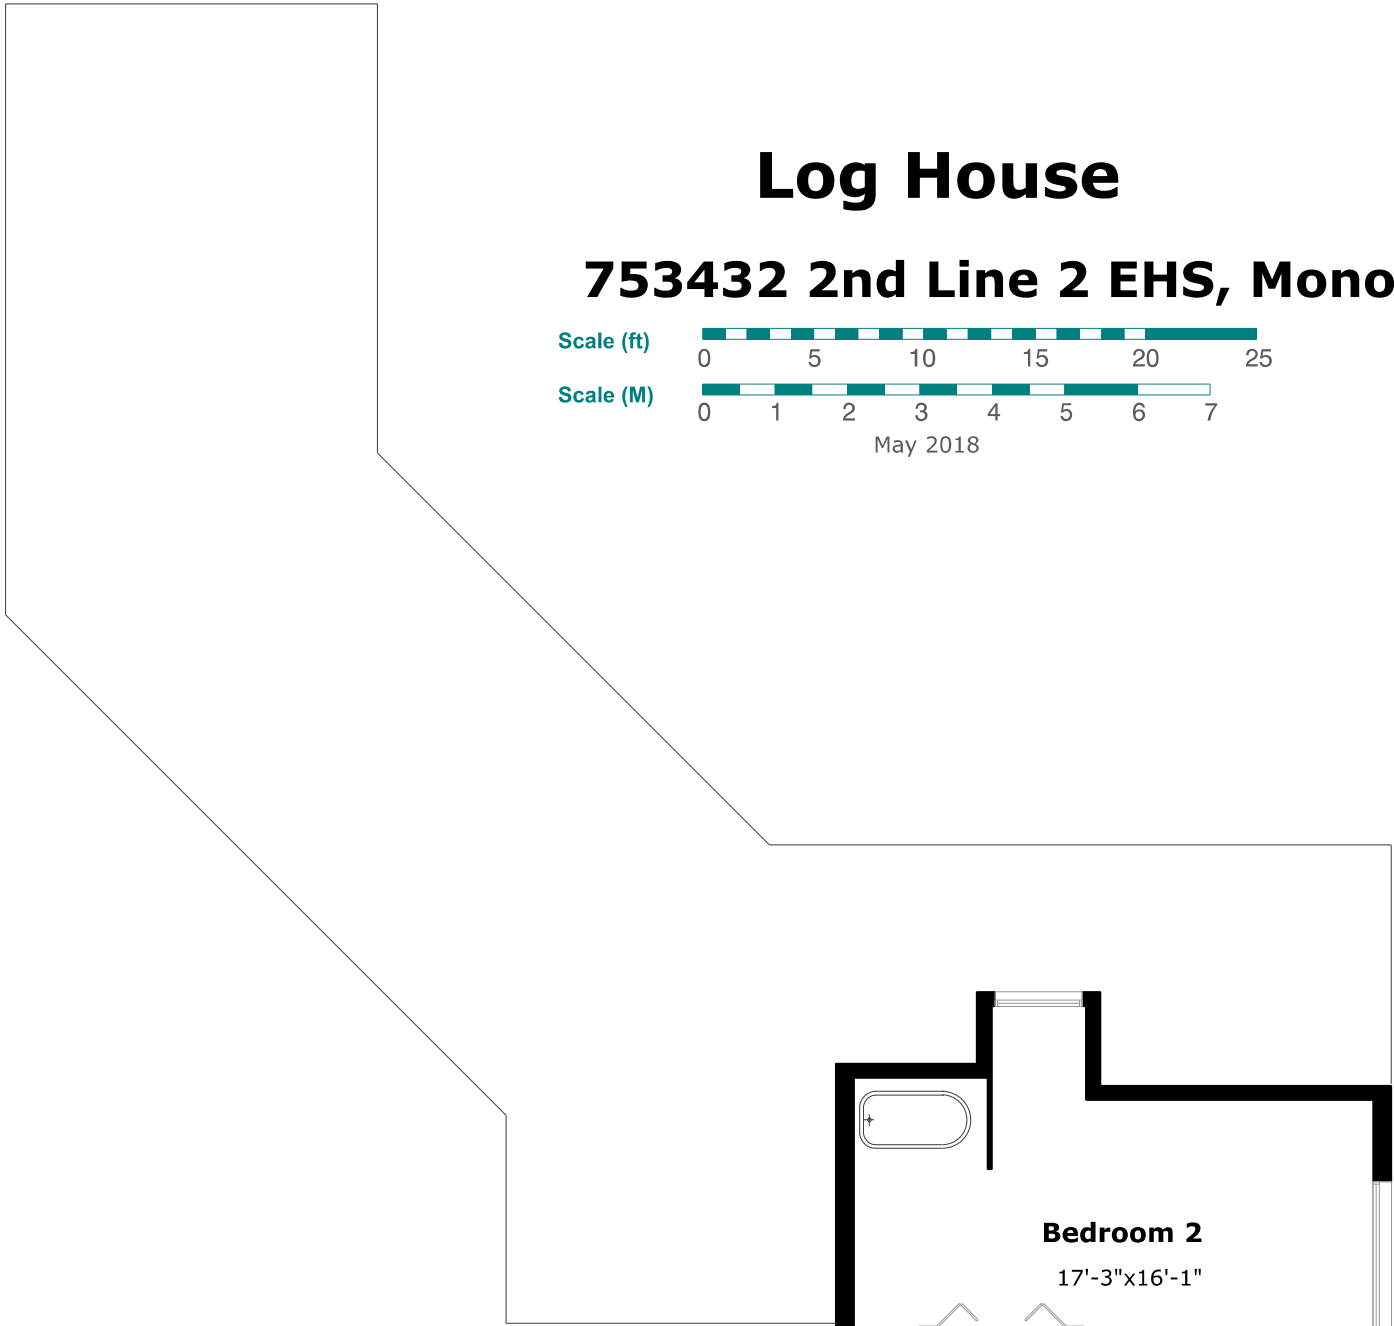 Log House
753432 2nd Line 2 EHS, Mono
Scale (ft)
0 5 10 15 20 25
Scale (M)
0 1 2 3 4 5 6 7
May 2018
Bedroom 2
17'-3"x16'-1"